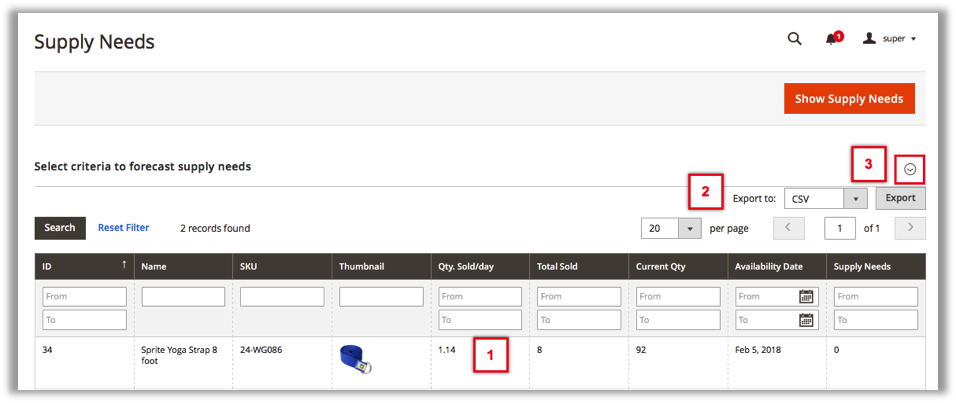 Supply Needs
1
super
Show Supply Needs
Select criteria to forecast supply needs
3
2
Export to:
CSV
Export
Search
Reset Filter
2 records found
20
per page
1
of 1
ID ↑ Name SKU Thumbnail Qty. Sold/day Total Sold Current Qty Availability Date Supply Needs
From From From From From From
To To To To To To
34 Sprite Yoga Strap 8 24-WG086 1.14 1 8 92 Feb 5, 2018 0
foot